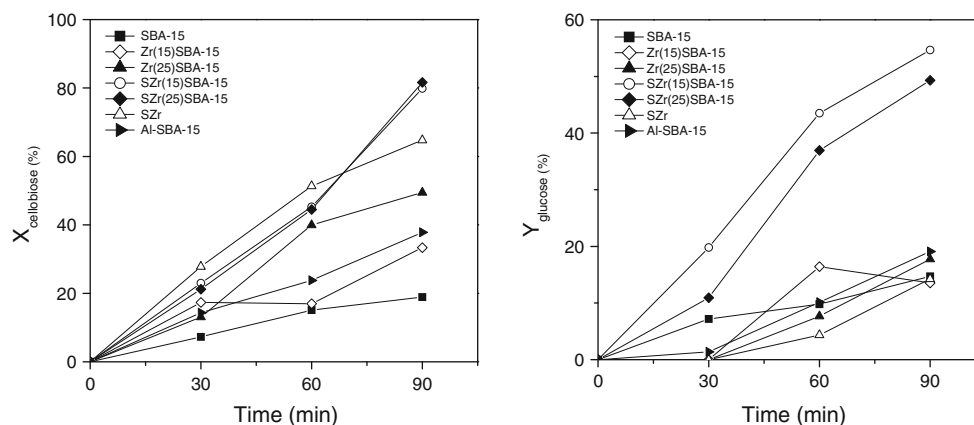 100
80
60
40
20
0
X cellobiose (%)
SBA-15
Zr(15)SBA-15
Zr(25)SBA-15
SZr(15)SBA-15
SZr(25)SBA-15
SZr
Al-SBA-15
0 30 60 90
Time (min)
60
40
20
0
Y glucose (%)
SBA-15
Zr(15)SBA-15
Zr(25)SBA-15
SZr(15)SBA-15
SZr(25)SBA-15
SZr
Al-SBA-15
0 30 60 90
Time (min)